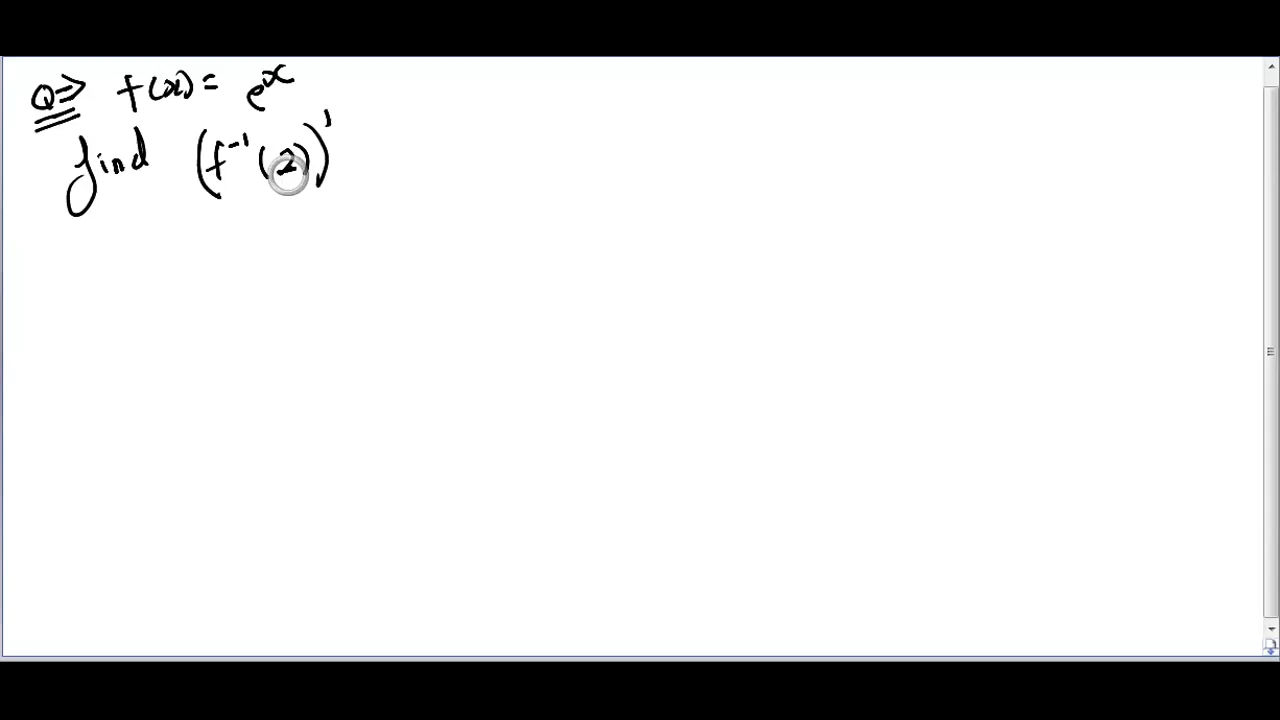 Q⇒ f(x) = e^x
find (f^-1(2))'